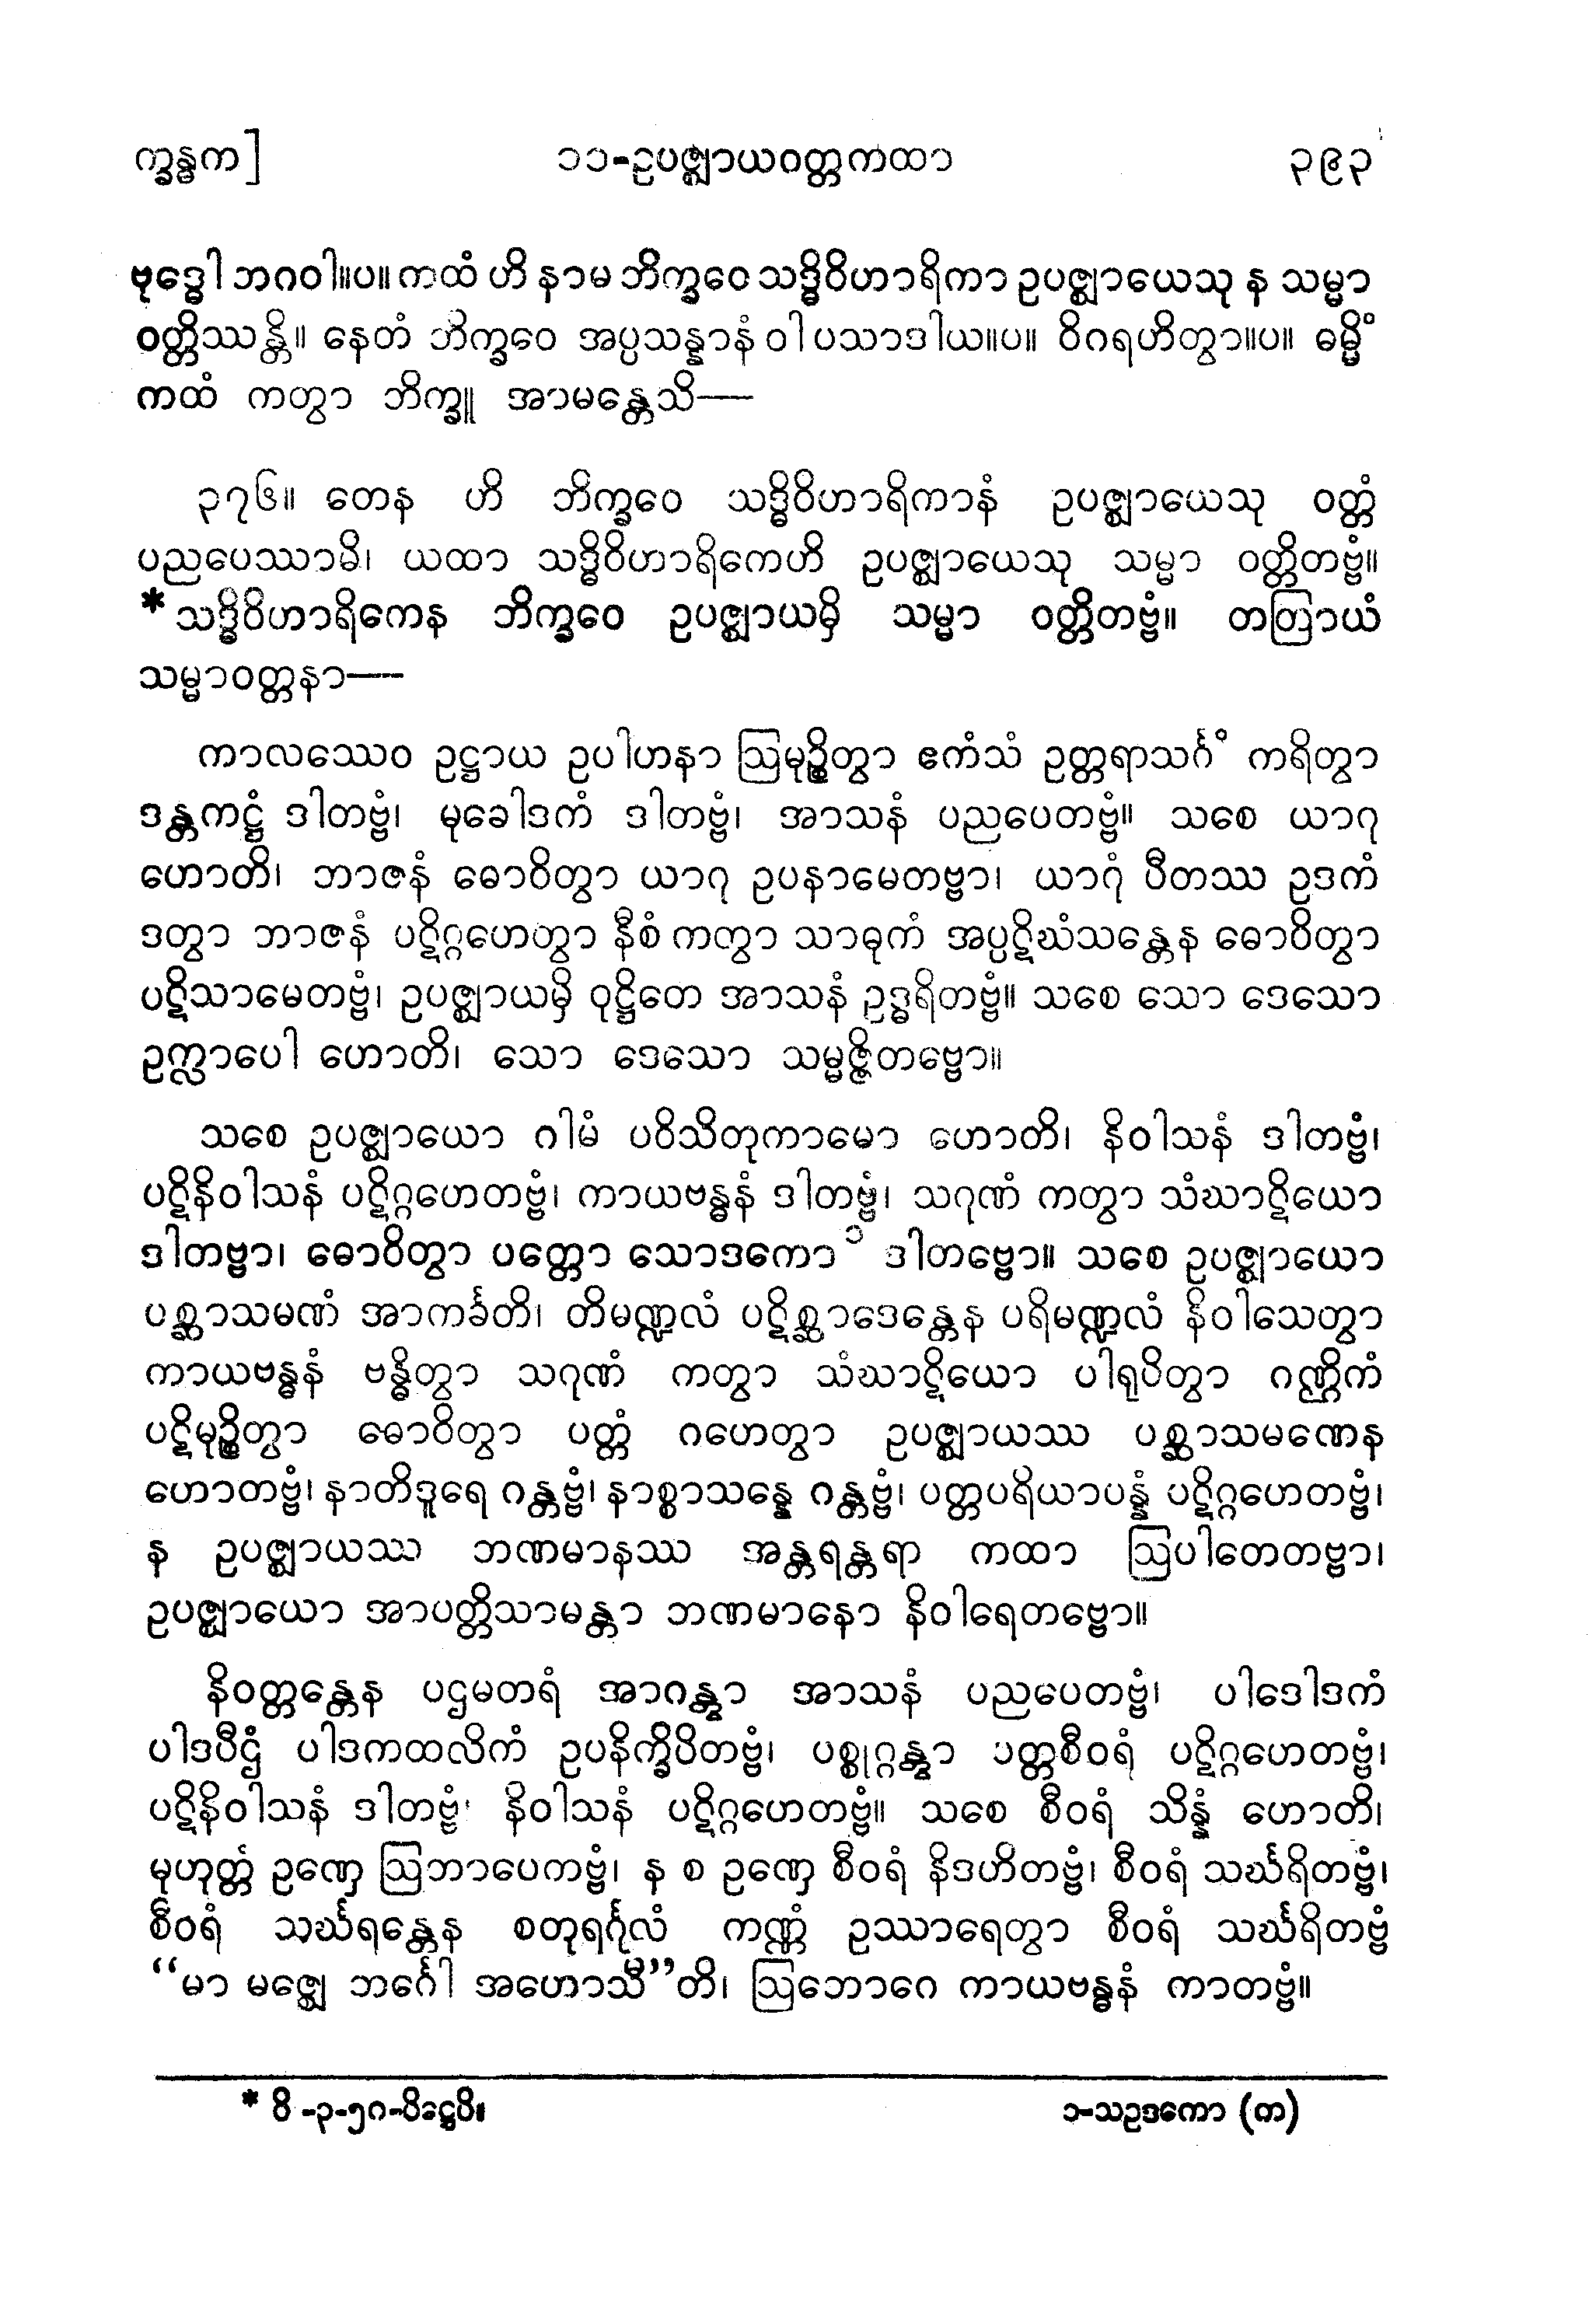 က္ခန္ဓက]
၁၁-ဥပဇ္ဈာယဝတ္တကထာ
၃၉၃
ဗုဒ္ဓေါ ဘဂဝါ။ပ။ ကထံ ဟိ နာမ ဘိက္ခဝေ သဒ္ဓိဝိဟာရိကာ ဥပဇ္ဈာယေသု န သမ္မာ
ဝတ္တိဿန္တိ။ နေတံ ဘိက္ခဝေ အပ္ပသန္နာနံ ဝါ ပသာဒါယ။ပ။ ဝိဂရဟိတွာ။ပ။ ဓမ္မိံ
ကထံ ကတွာ ဘိက္ခူ အာမန္တေသိ—
၃၇၆။ တေန ဟိ ဘိက္ခဝေ သဒ္ဓိဝိဟာရိကာနံ ဥပဇ္ဈာယေသု ဝတ္တံ
ပညပေဿာမိ၊ ယထာ သဒ္ဓိဝိဟာရိကေဟိ ဥပဇ္ဈာယေသု သမ္မာ ဝတ္တိတဗ္ဗံ။
* သဒ္ဓိဝိဟာရိကေန ဘိက္ခဝေ ဥပဇ္ဈာယမှိ သမ္မာ ဝတ္တိတဗ္ဗံ။ တတြာယံ
သမ္မာဝတ္တနာ—
ကာလဿေဝ ဥဋ္ဌာယ ဥပါဟနာ ဩမုဉ္စိတွာ ဧကံသံ ဥတ္တရာသင်္ဂံ ကရိတွာ
ဒန္တကဋ္ဌံ ဒါတဗ္ဗံ၊ မုခေါဒကံ ဒါတဗ္ဗံ၊ အာသနံ ပညပေတဗ္ဗံ။ သစေ ယာဂု
ဟောတိ၊ ဘာဇနံ ဓောဝိတွာ ယာဂု ဥပနာမေတဗ္ဗာ၊ ယာဂုံ ပီတဿ ဥဒကံ
ဒတွာ ဘာဇနံ ပဋိဂ္ဂဟေတွာ နီစံ ကတွာ သာဓုကံ အပ္ပဋိဃံသန္တေန ဓောဝိတွာ
ပဋိသာမေတဗ္ဗံ၊ ဥပဇ္ဈာယမှိ ဝုဋ္ဌိတေ အာသနံ ဥဒ္ဓရိတဗ္ဗံ။ သစေ သော ဒေသော
ဥက္လာပေါ ဟောတိ၊ သော ဒေသော သမ္မဇ္ဇိတဗ္ဗော။
သစေ ဥပဇ္ဈာယော ဂါမံ ပဝိသိတုကာမော ဟောတိ၊ နိဝါသနံ ဒါတဗ္ဗံ၊
ပဋိနိဝါသနံ ပဋိဂ္ဂဟေတဗ္ဗံ၊ ကာယဗန္ဓနံ ဒါတဗ္ဗံ၊ သဂုဏံ ကတွာ သံဃာဋိယော
ဒါတဗ္ဗာ၊ ဓောဝိတွာ ပတ္တော သောဒကော ၁ ဒါတဗ္ဗော။ သစေ ဥပဇ္ဈာယော
ပစ္ဆာသမဏံ အာကင်္ခတိ၊ တိမဏ္ဍလံ ပဋိစ္ဆာဒေန္တေန ပရိမဏ္ဍလံ နိဝါသေတွာ
ကာယဗန္ဓနံ ဗန္ဓိတွာ သဂုဏံ ကတွာ သံဃာဋိယော ပါရုပိတွာ ဂဏ္ဌိကံ
ပဋိမုဉ္စိတွာ ဓောဝိတွာ ပတ္တံ ဂဟေတွာ ဥပဇ္ဈာယဿ ပစ္ဆာသမဏေန
ဟောတဗ္ဗံ၊ နာတိဒူရေ ဂန္တဗ္ဗံ၊ နာစ္စာသန္နေ ဂန္တဗ္ဗံ၊ ပတ္တပရိယာပန္နံ ပဋိဂ္ဂဟေတဗ္ဗံ၊
န ဥပဇ္ဈာယဿ ဘဏမာနဿ အန္တရန္တရာ ကထာ ဩပါတေတဗ္ဗာ၊
ဥပဇ္ဈာယော အာပတ္တိသာမန္တာ ဘဏမာနော နိဝါရေတဗ္ဗော။
နိဝတ္တန္တေန ပဌမတရံ အာဂန္တွာ အာသနံ ပညပေတဗ္ဗံ၊ ပါဒေါဒကံ
ပါဒပီဌံ ပါဒကထလိကံ ဥပနိက္ခိပိတဗ္ဗံ၊ ပစ္စုဂ္ဂန္တွာ ပတ္တစီဝရံ ပဋိဂ္ဂဟေတဗ္ဗံ၊
ပဋိနိဝါသနံ ဒါတဗ္ဗံ၊ နိဝါသနံ ပဋိဂ္ဂဟေတဗ္ဗံ။ သစေ စီဝရံ သိန္နံ ဟောတိ၊
မုဟုတ္တံ ဥဏှေ ဩတာပေတဗ္ဗံ၊ န စ ဥဏှေ စီဝရံ နိဒဟိတဗ္ဗံ၊ စီဝရံ သင်္ဃရိတဗ္ဗံ၊
စီဝရံ သင်္ဃရန္တေန စတုရင်္ဂုလံ ကဏ္ဏံ ဥဿာရေတွာ စီဝရံ သင်္ဃရိတဗ္ဗံ
“မာ မဇ္ဈေ ဘင်္ဂေါ အဟောသီ”တိ၊ ဩဘောဂေ ကာယဗန္ဓနံ ကာတဗ္ဗံ။
* ဝိ-၃-၅ဂ-ပိဋ္ဌေပိ။
၁-သဥဒကော (က)